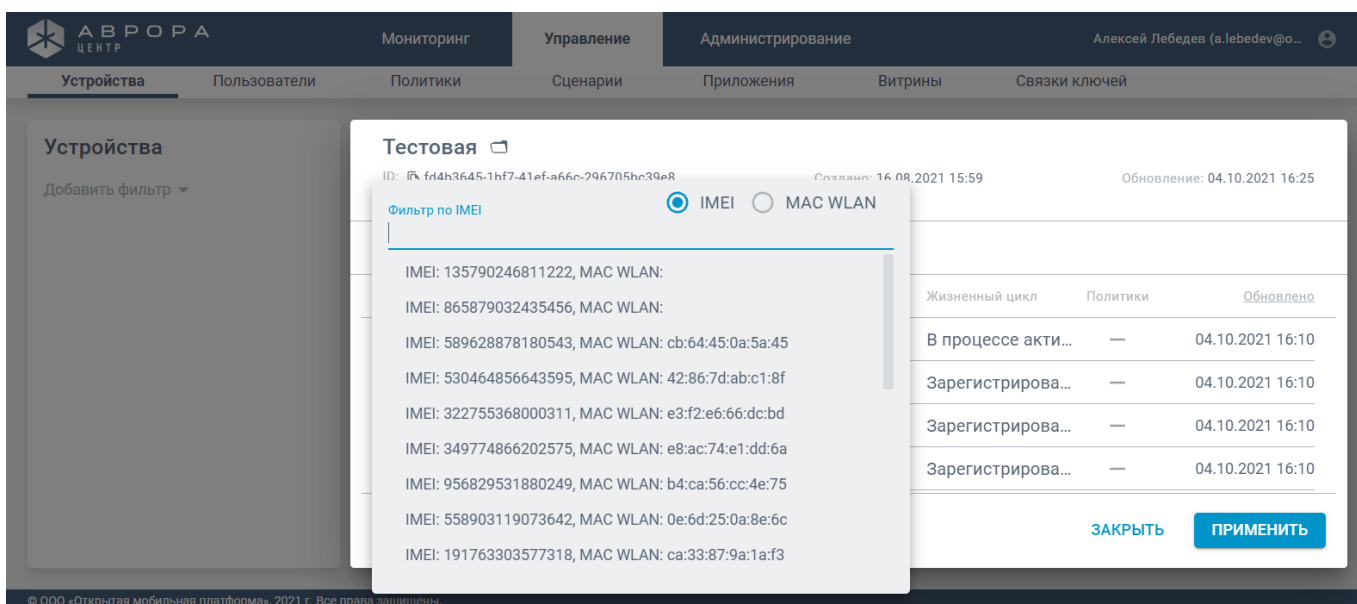 АВРОРА
ЦЕНТР
Мониторинг
Управление
Администрирование
Алексей Лебедев (a.lebedev@o...
Устройства
Пользователи
Политики
Сценарии
Приложения
Витрины
Связки ключей
Устройства
Добавить фильтр
Тестовая
ID: fd4b3645-1bf7-41ef-a66c-296705bc39e8
Создано: 16.08.2021 15:59
Обновление: 04.10.2021 16:25
Фильтр по IMEI
IMEI
MAC WLAN
IMEI: 135790246811222, MAC WLAN:
IMEI: 865879032435456, MAC WLAN:
IMEI: 589628878180543, MAC WLAN: cb:64:45:0a:5a:45
IMEI: 530464856643595, MAC WLAN: 42:86:7d:ab:c1:8f
IMEI: 322755368000311, MAC WLAN: e3:f2:e6:66:dc:bd
IMEI: 349774866202575, MAC WLAN: e8:ac:74:e1:dd:6a
IMEI: 956829531880249, MAC WLAN: b4:ca:56:cc:4e:75
IMEI: 558903119073642, MAC WLAN: 0e:6d:25:0a:8e:6c
IMEI: 191763303577318, MAC WLAN: ca:33:87:9a:1a:f3
Жизненный цикл
Политики
Обновлено
В процессе акти...
—
04.10.2021 16:10
Зарегистрирова...
—
04.10.2021 16:10
Зарегистрирова...
—
04.10.2021 16:10
Зарегистрирова...
—
04.10.2021 16:10
ЗАКРЫТЬ
ПРИМЕНИТЬ
© ООО «Открытая мобильная платформа», 2021 г. Все права защищены.